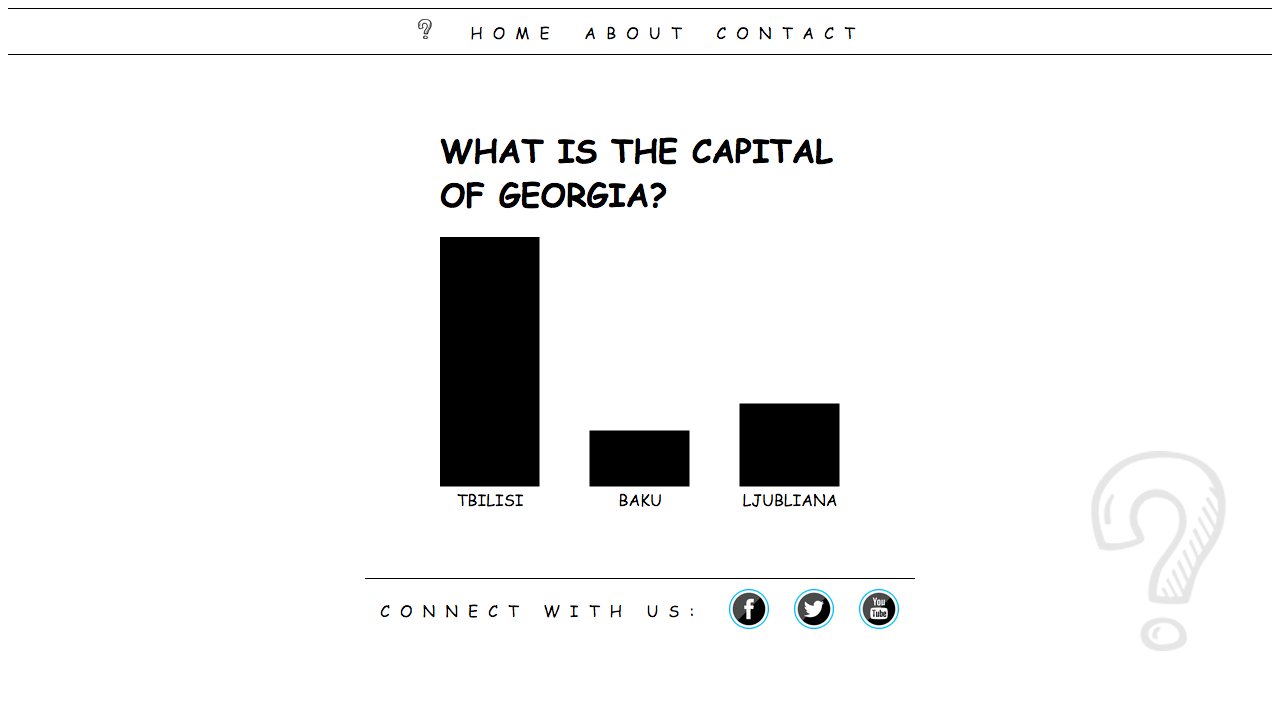 HOME ABOUT CONTACT
WHAT IS THE CAPITAL
OF GEORGIA?
TBILISI BAKU LJUBLIANA
CONNECT WITH US: f You Tube